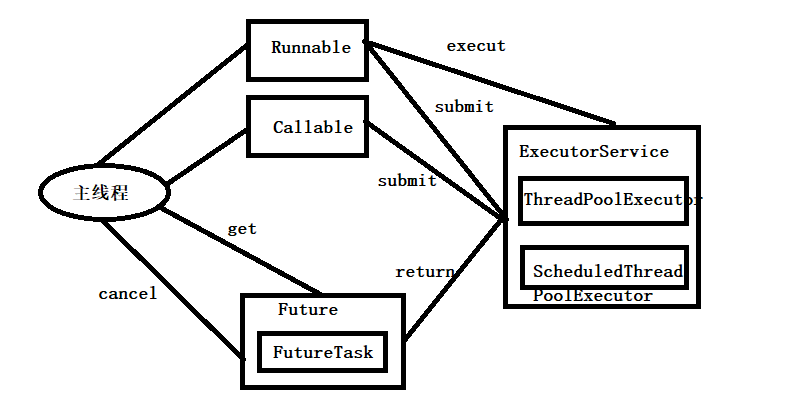 Runnable
execut
submit
Callable
ExecutorService
submit
主线程
ThreadPoolExecutor
get
return
ScheduledThread
PoolExecutor
cancel
Future
FutureTask